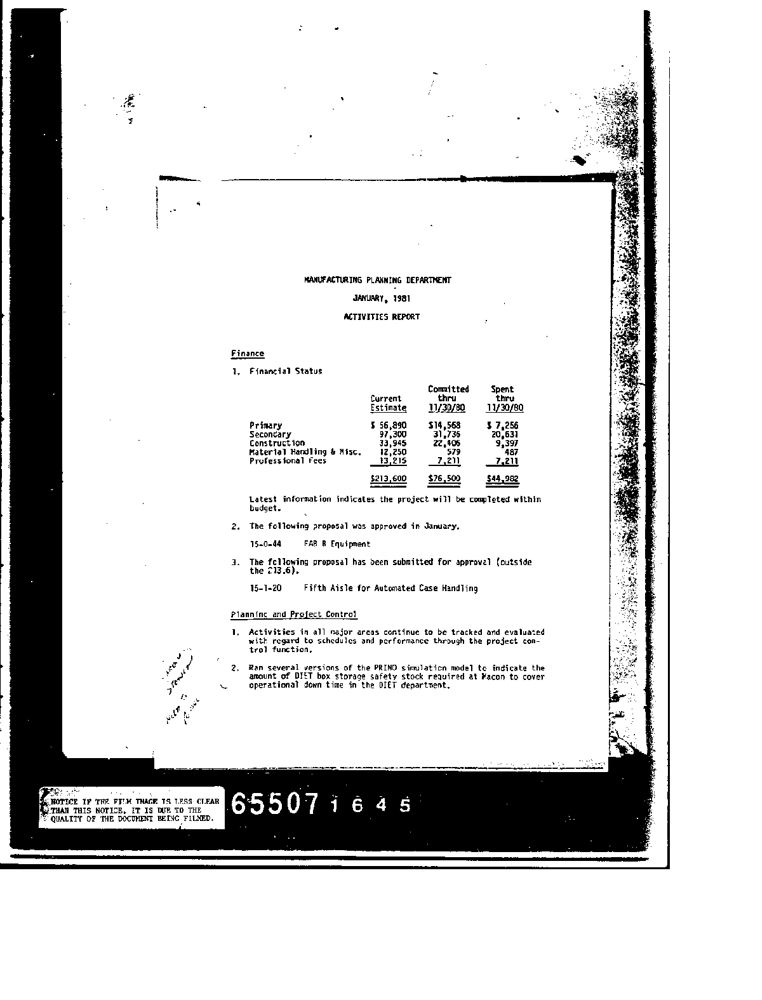 MANUFACTURING PLANNING DEPARTMENT
JANUARY, 1981
ACTIVITIES REPORT
Finance
1. Financial Status
Current Estimate Committed thru 11/30/80 Spent thru 11/30/80
Primary $ 56,890 $14,568 $ 7,256
Secondary 97,300 31,736 20,631
Construction 33,945 22,406 9,397
Material Handling & Misc. 12,250 579 487
Professional Fees 13,215 7,211 7,211
$213,600 $76,500 $44,982
Latest information indicates the project will be completed within
budget.
2. The following proposal was approved in January.
15-0-44 FAB B Equipment
3. The following proposal has been submitted for approval (outside
the 213.6).
15-1-20 Fifth Aisle for Automated Case Handling
Planning and Project Control
1. Activities in all major areas continue to be tracked and evaluated
with regard to schedules and performance through the project con-
trol function.
2. Ran several versions of the PRIMO simulation model to indicate the
amount of DIET box storage safety stock required at Macon to cover
operational down time in the DIET department.
NOTICE IF THE FILM IMAGE IS LESS CLEAR
THAN THIS NOTICE, IT IS DUE TO THE
QUALITY OF THE DOCUMENT BEING FILMED.
65507 1645